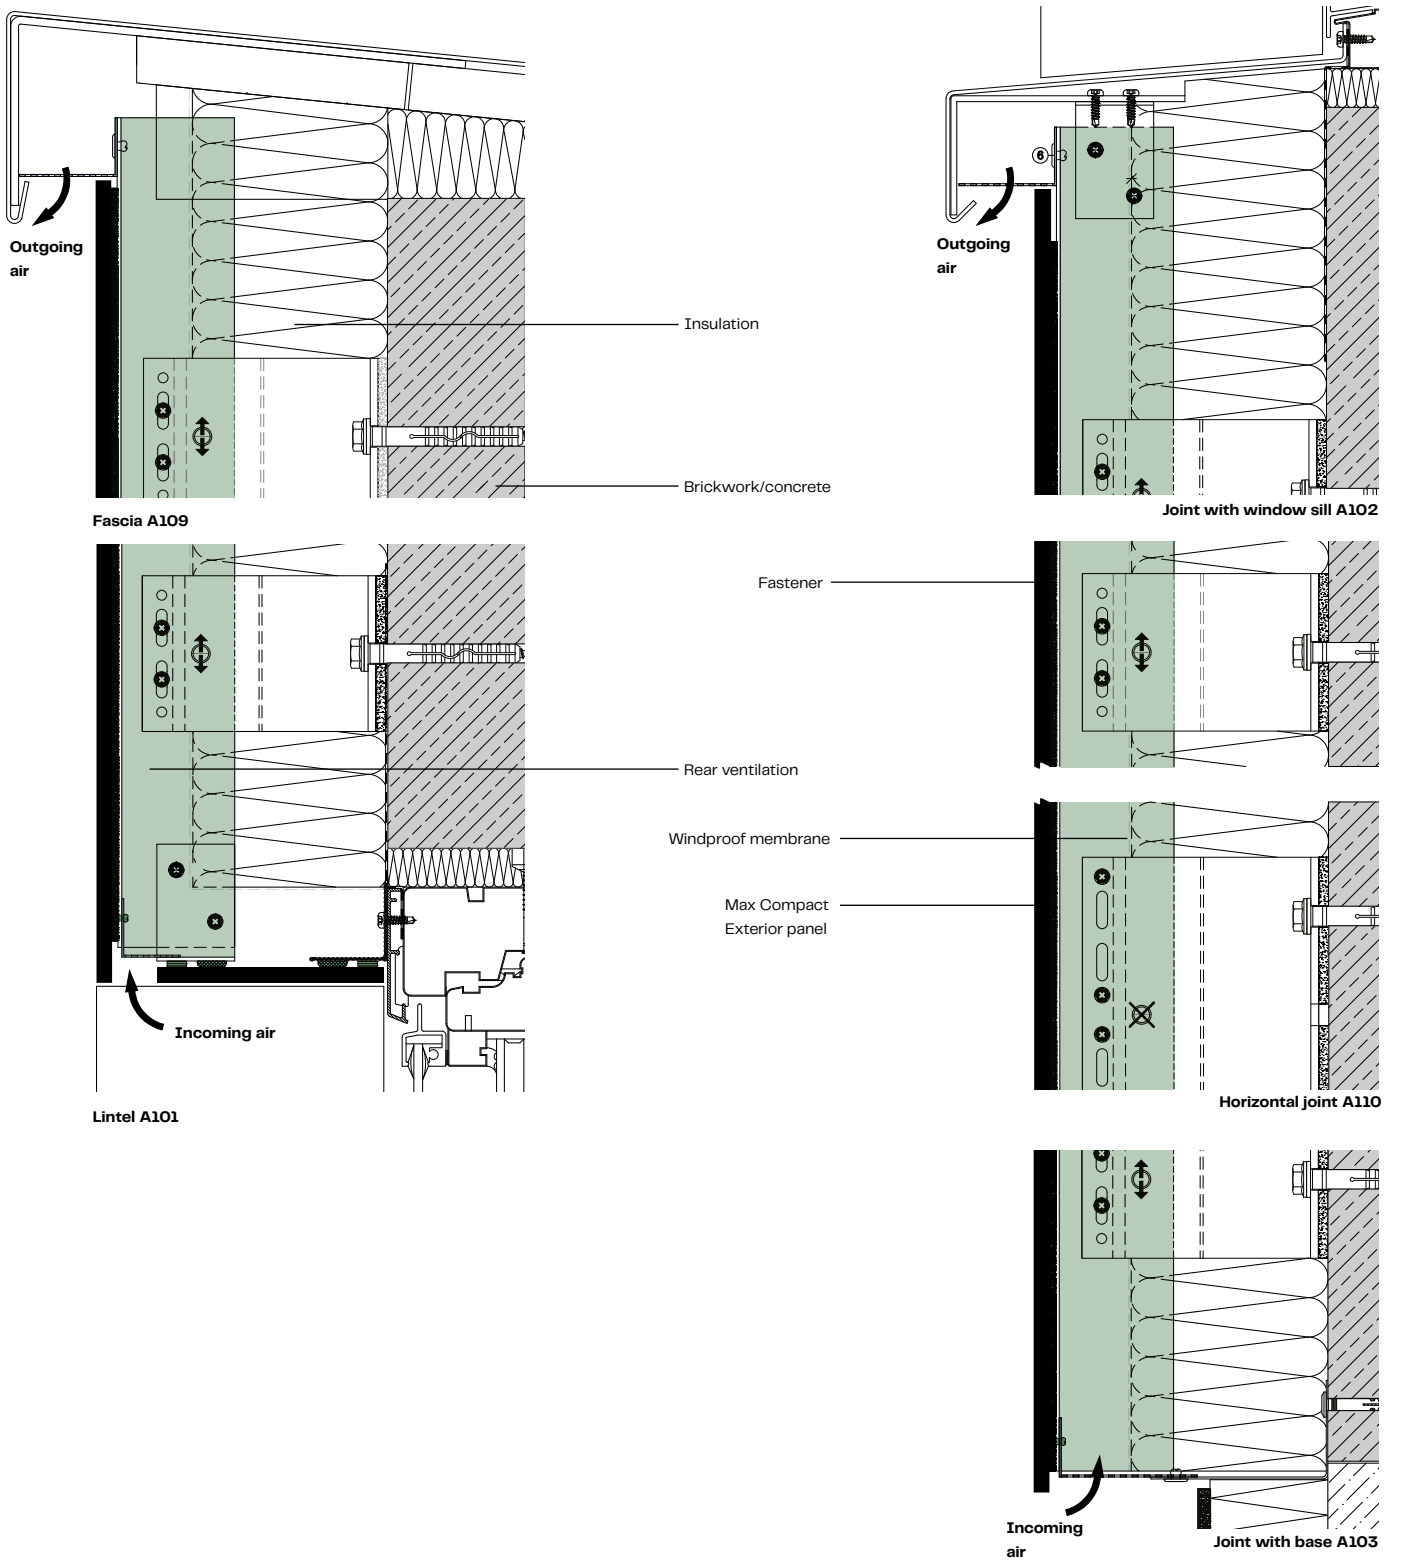 6
Outgoing
air
Outgoing
air
Insulation
Brickwork/concrete
Fascia A109
Joint with window sill A102
Fastener
Rear ventilation
Windproof membrane
Max Compact
Exterior panel
Incoming air
Lintel A101
Horizontal joint A110
Incoming
air
Joint with base A103